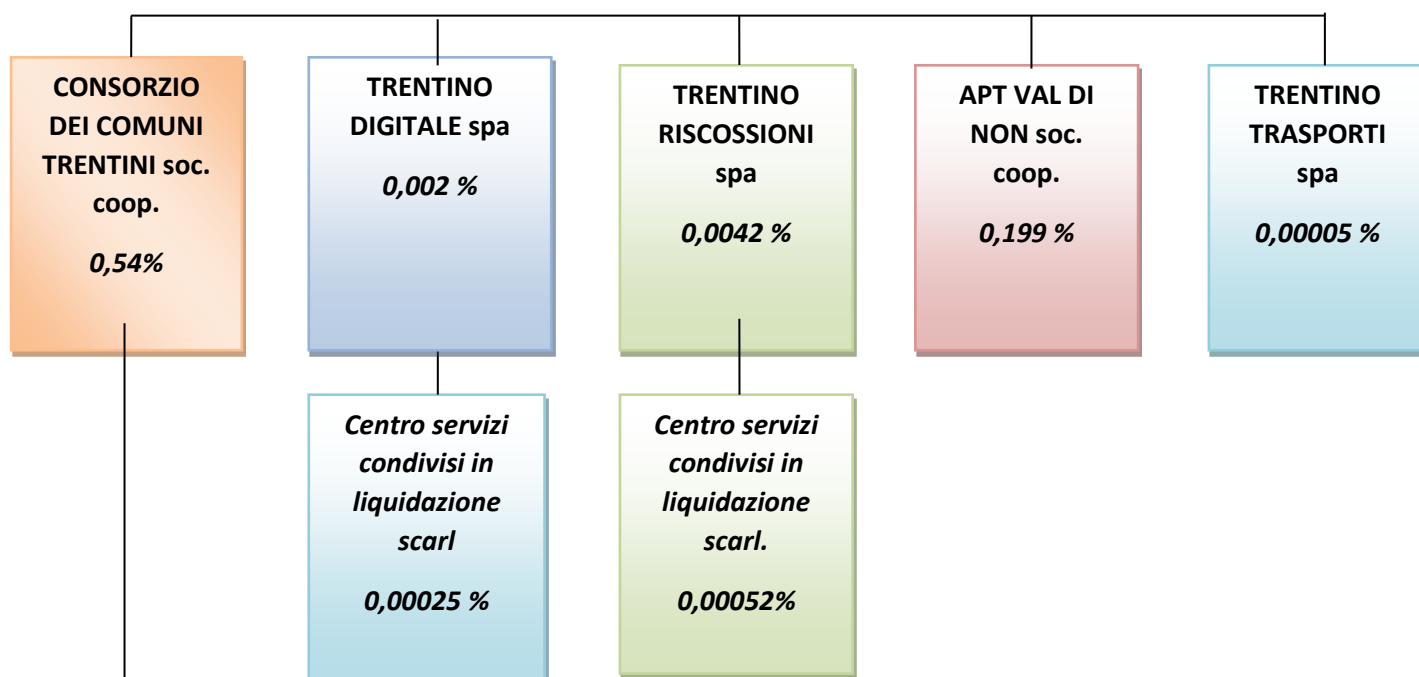 CONSORZIO
DEI COMUNI
TRENTINI soc.
coop.
0,54%
TRENTINO
DIGITALE spa
0,002 %
TRENTINO
RISCOSSIONI
spa
0,0042 %
APT VAL DI
NON soc.
coop.
0,199 %
TRENTINO
TRASPORTI
spa
0,00005 %
Centro servizi
condivisi in
liquidazione
scarl
0,00025 %
Centro servizi
condivisi in
liquidazione
scarl.
0,00052%